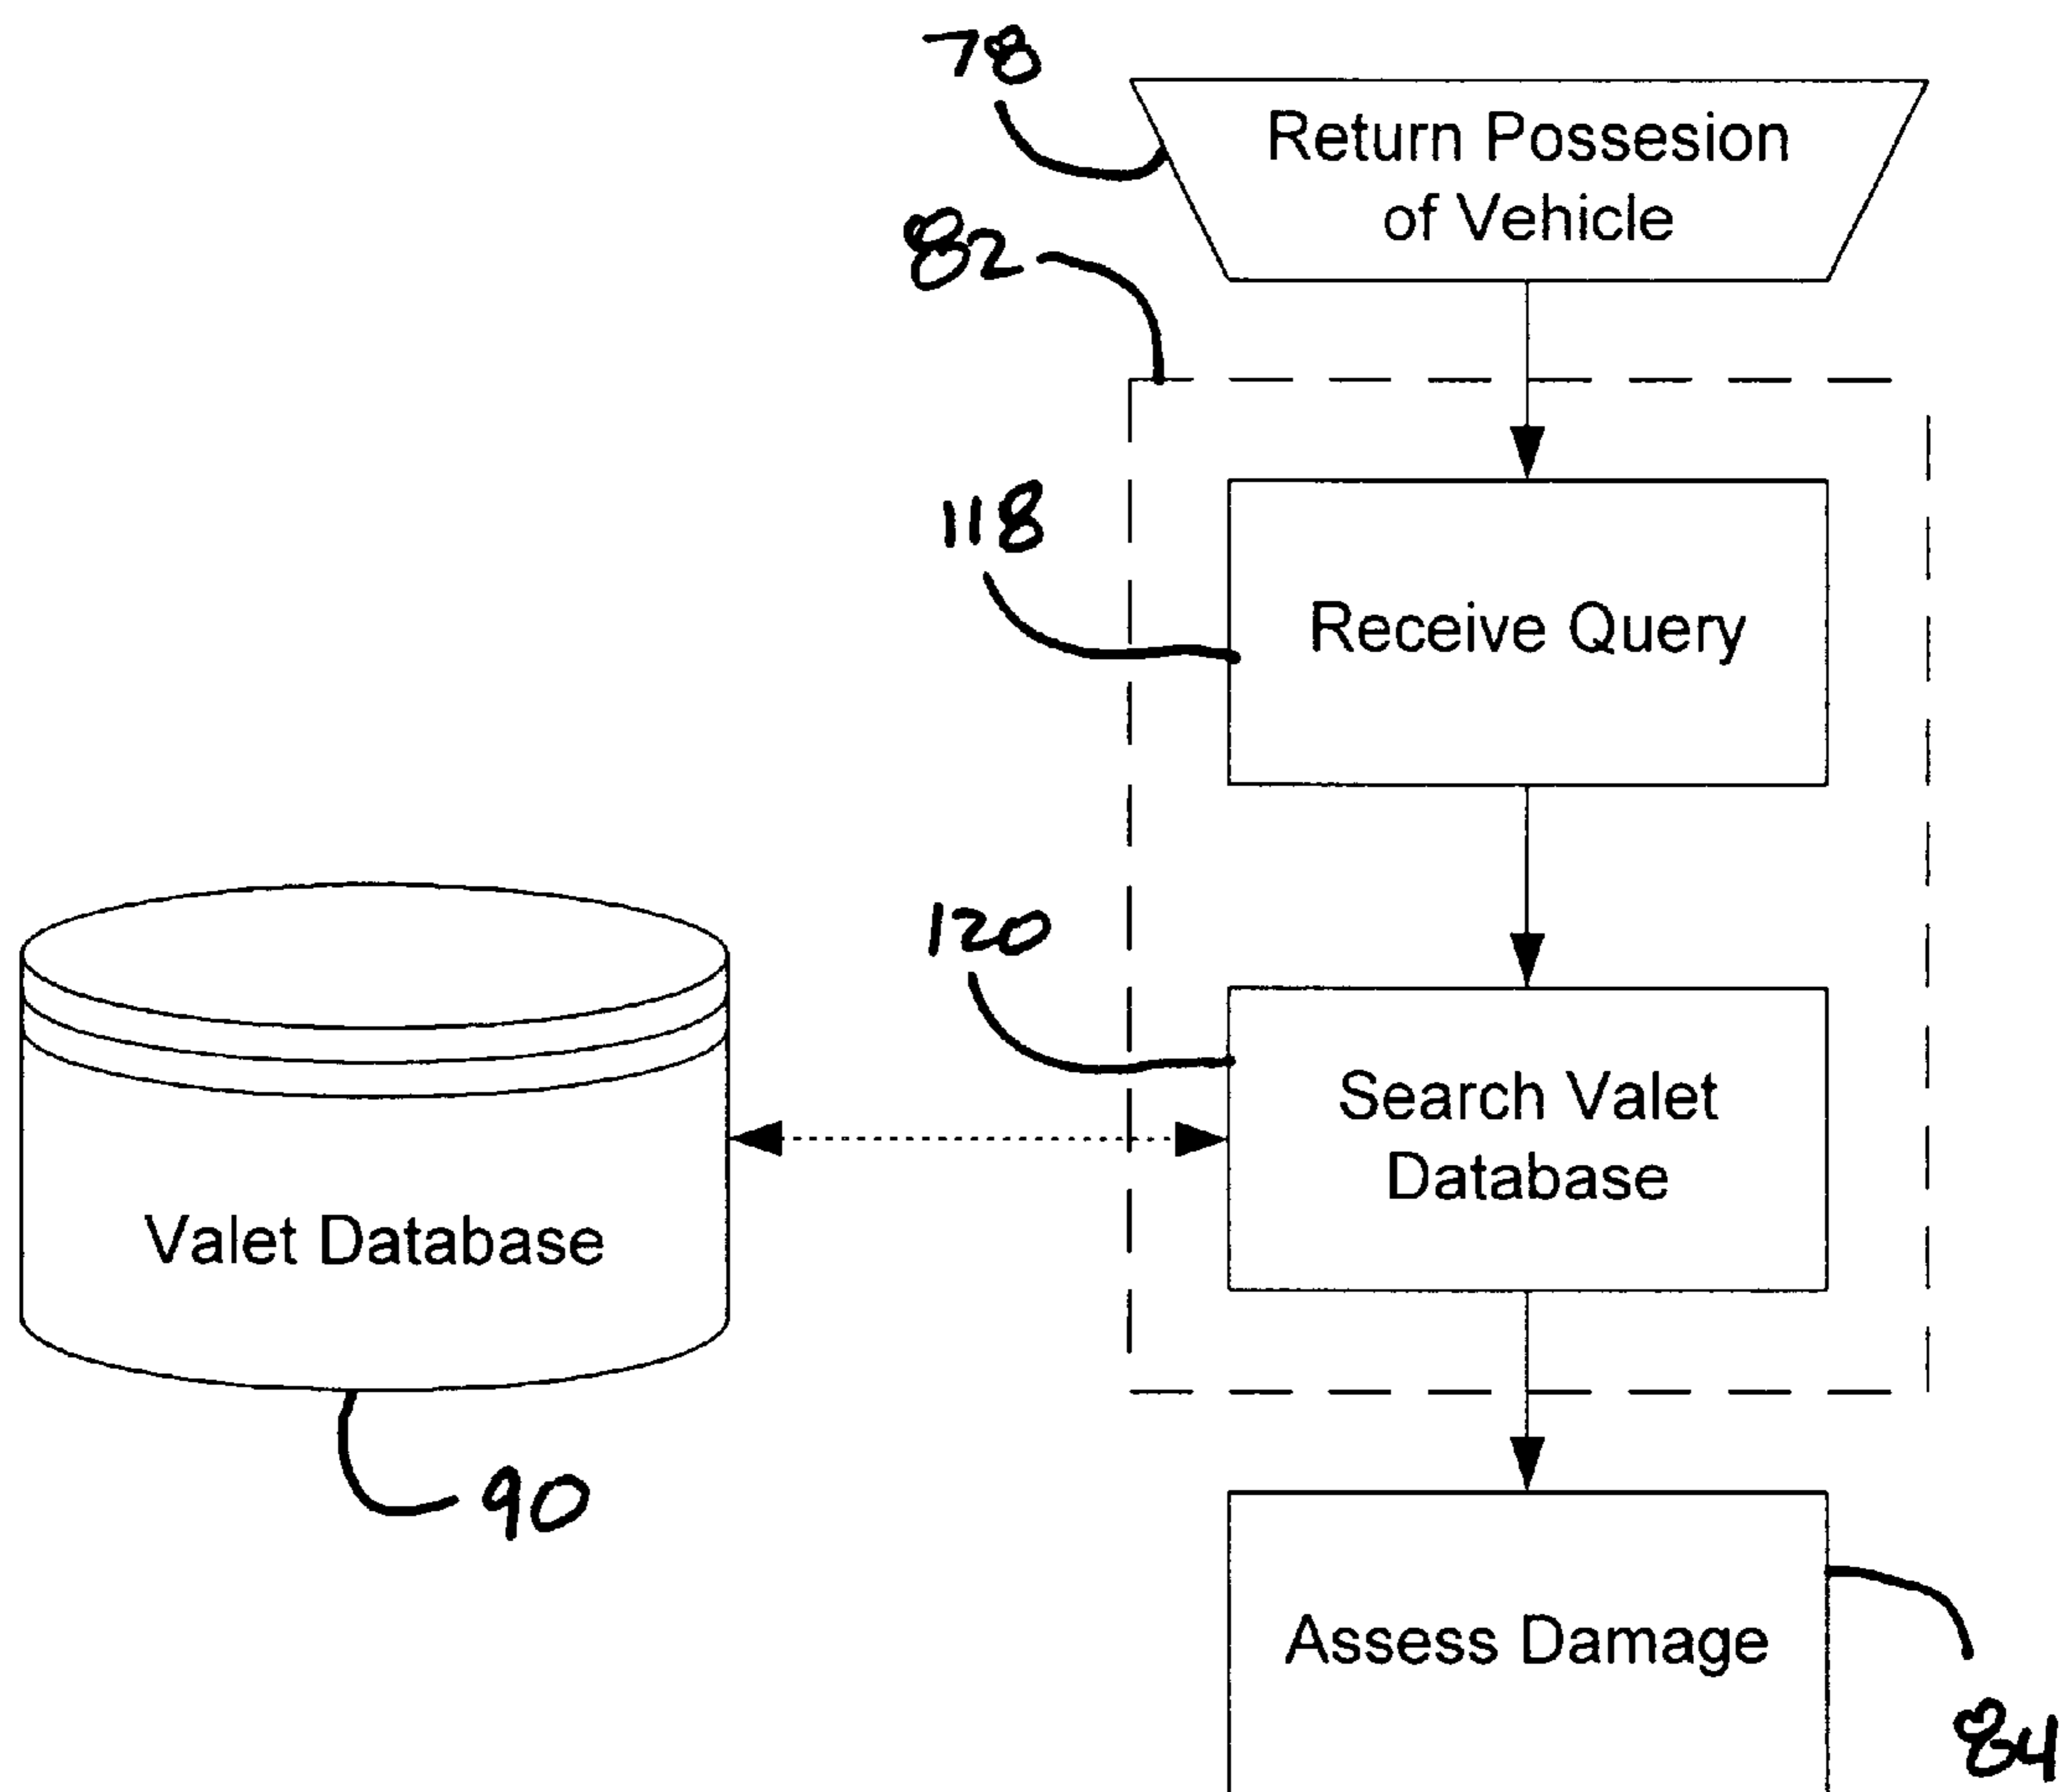 78
Return Possesion
of Vehicle
82
118
Receive Query
120
Search Valet
Database
Valet Database
90
Assess Damage
84